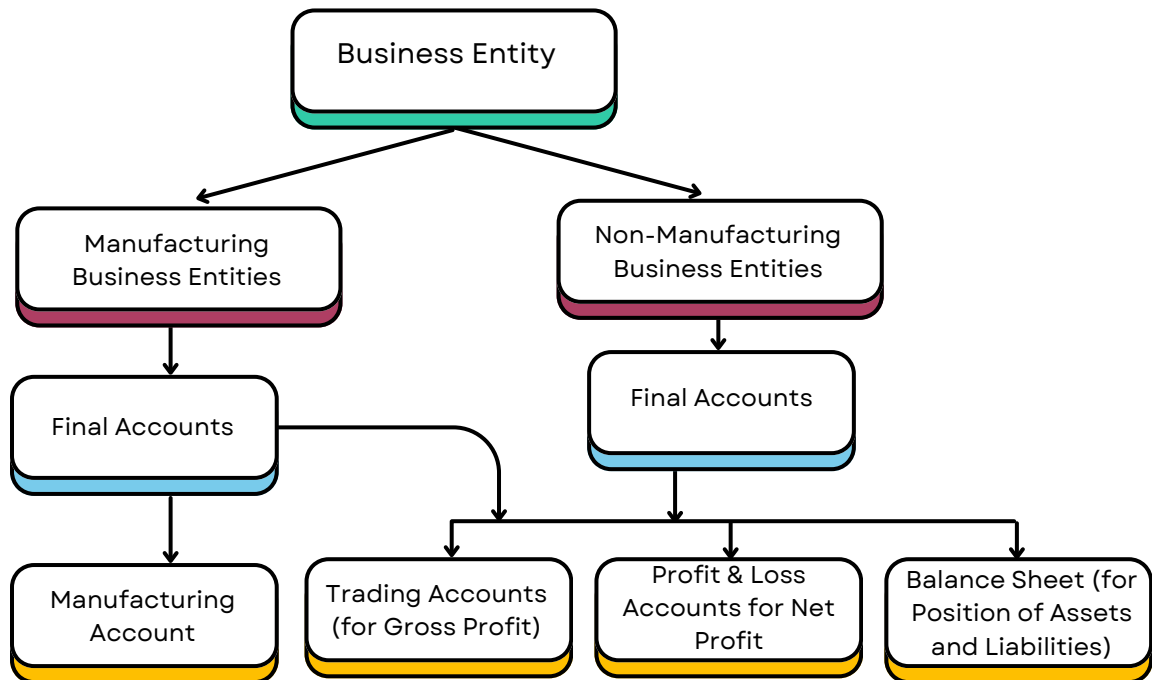 Business Entity
Manufacturing
Business Entities
Non-Manufacturing
Business Entities
Final Accounts
Final Accounts
Manufacturing
Account
Trading Accounts
(for Gross Profit)
Profit & Loss
Accounts for Net
Profit
Balance Sheet (for
Position of Assets
and Liabilities)